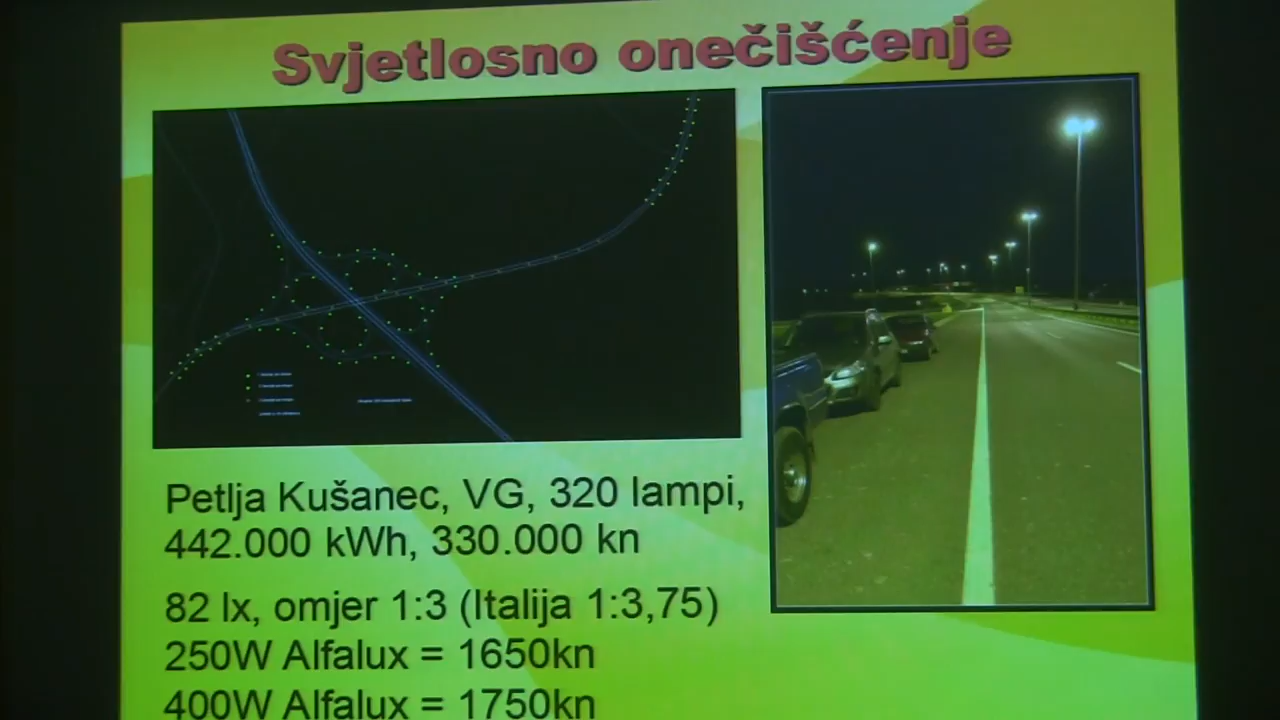 Svjetlosno onečišćenje
Petlja Kušanec, VG, 320 lampi,
442.000 kWh, 330.000 kn
82 lx, omjer 1:3 (Italija 1:3,75)
250W Alfalux = 1650kn
400W Alfalux = 1750kn